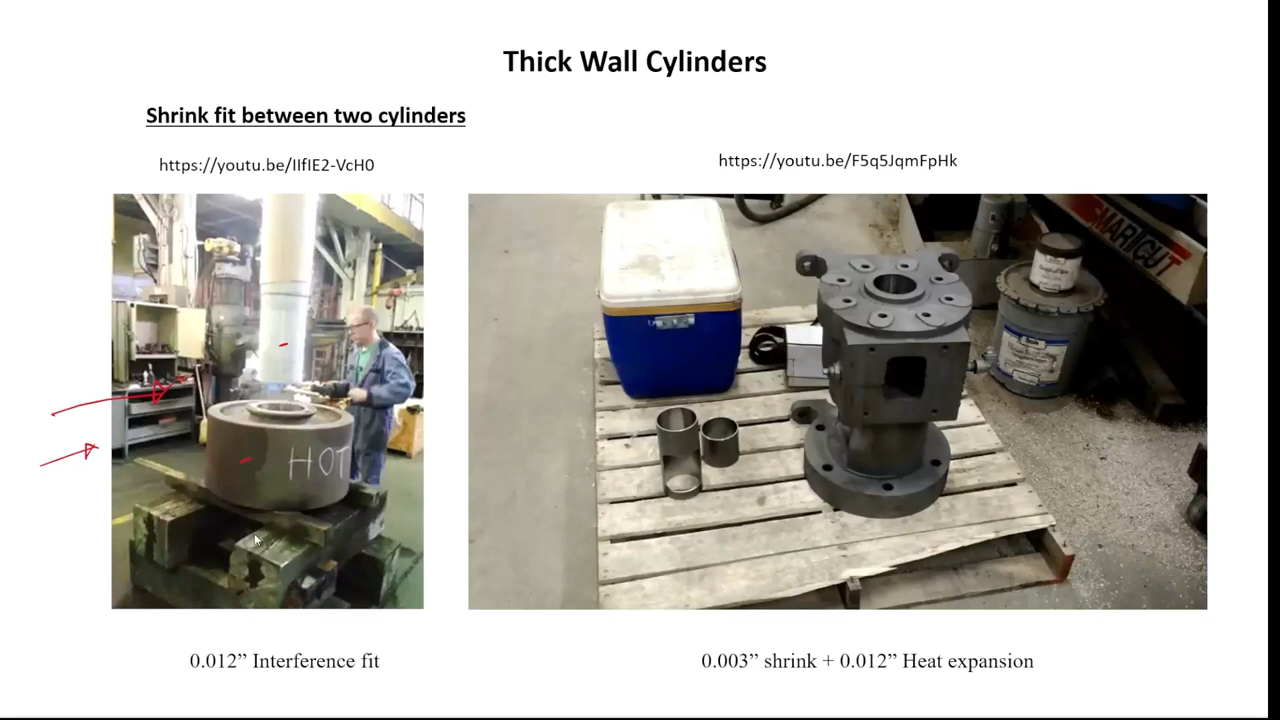 Thick Wall Cylinders
Shrink fit between two cylinders
https://youtu.be/IIfIE2-VcH0
https://youtu.be/F5q5JqmFpHk
HOT
0.012” Interference fit
0.003” shrink + 0.012” Heat expansion